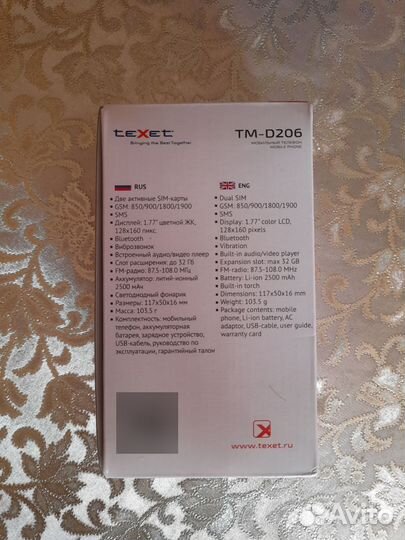 teXet
Bringing the Best Together
TM-D206
МОБИЛЬНЫЙ ТЕЛЕФОН
MOBILE PHONE
RUS
• Две активные SIM-карты
• GSM: 850/900/1800/1900
• SMS
• Дисплей: 1.77" цветной ЖК,
128x160 пикс.
• Bluetooth
• Виброзвонок
• Встроенный аудио/видео плеер
• Слот расширения: до 32 Гб
• FM-радио: 87.5-108.0 МГц
• Аккумулятор: литий-ионный
2500 мАч
• Светодиодный фонарик
• Размеры: 117x50x16 мм
• Масса: 103.5 г
• Комплектность: мобильный
телефон, аккумуляторная
батарея, зарядное устройство,
USB-кабель, руководство по
эксплуатации, гарантийный талон
ENG
• Dual SIM
• GSM: 850/900/1800/1900
• SMS
• Display: 1.77" color LCD,
128x160 pixels
• Bluetooth
• Vibration
• Built-in audio/video player
• Expansion slot: max 32 GB
• FM-radio: 87.5-108.0 MHz
• Battery: Li-ion 2500 mAh
• Built-in torch
• Dimensions: 117x50x16 mm
• Weight: 103.5 g
• Package contents: mobile
phone, Li-ion battery, AC
adaptor, USB-cable, user guide,
warranty card
www.texet.ru
Avito